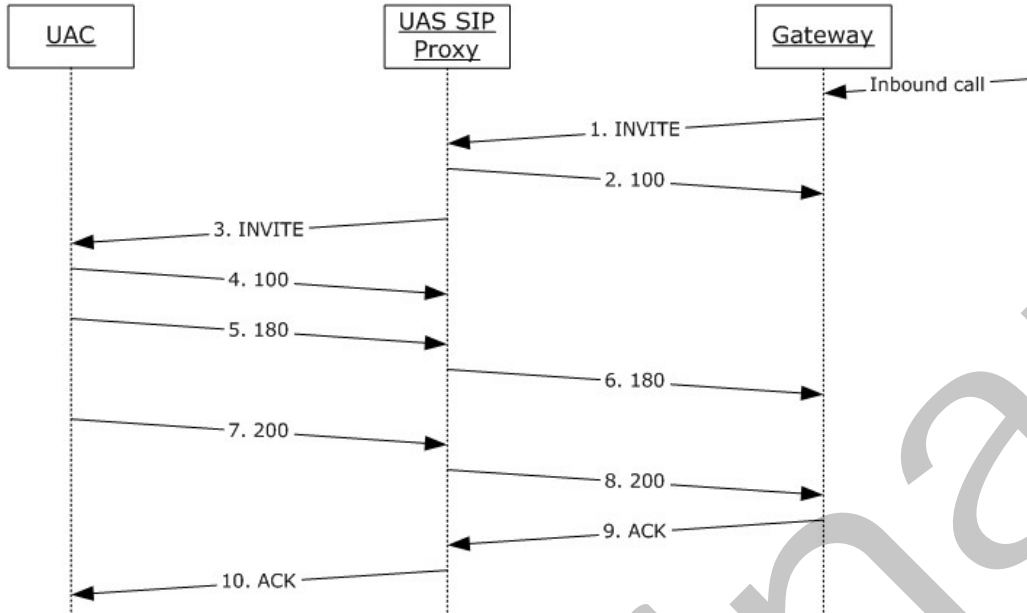 UAC
UAS SIP
Proxy
Gateway
Inbound call
1. INVITE
2. 100
3. INVITE
4. 100
5. 180
6. 180
7. 200
8. 200
9. ACK
10. ACK